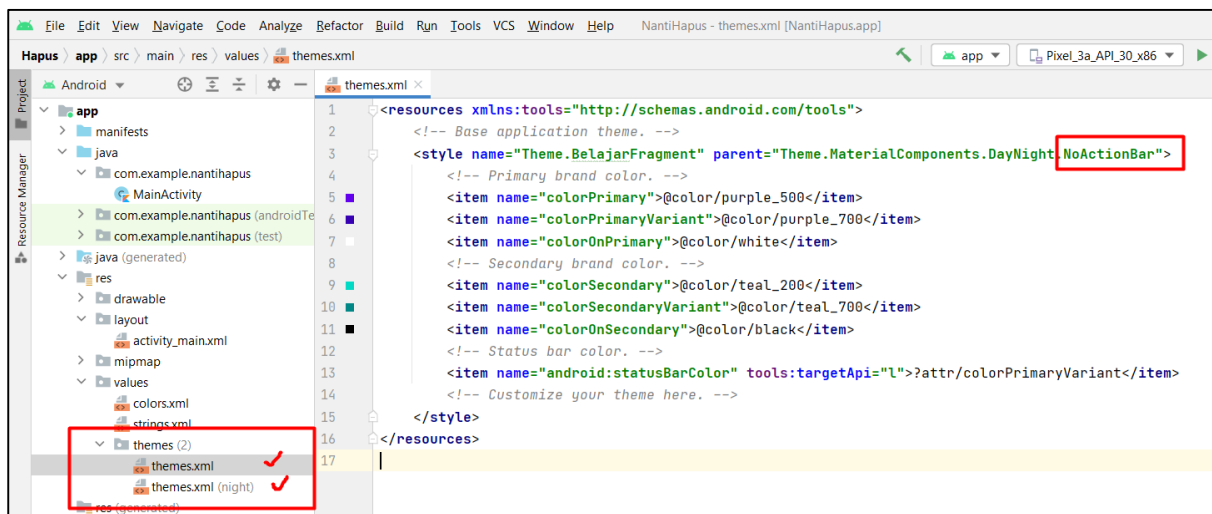 File Edit View Navigate Code Analyze Refactor Build Run Tools VCS Window Help NantiHapus - themes.xml [NantiHapus.app]
Hapus app src main res values themes.xml app Pixel_3a_API_30_x86
Project
Resource Manager
Android
app
manifests
java
com.example.nantihapus
MainActivity
com.example.nantihapus (androidTe
com.example.nantihapus (test)
java (generated)
res
drawable
layout
activity_main.xml
mipmap
values
colors.xml
strings.xml
themes (2)
themes.xml
themes.xml (night)
res (generated)
themes.xml
1 <resources xmlns:tools="http://schemas.android.com/tools">
2 <!-- Base application theme. -->
3 <style name="Theme.BelajarFragment" parent="Theme.MaterialComponents.DayNight.NoActionBar">
4 <!-- Primary brand color. -->
5 <item name="colorPrimary">@color/purple_500</item>
6 <item name="colorPrimaryVariant">@color/purple_700</item>
7 <item name="colorOnPrimary">@color/white</item>
8 <!-- Secondary brand color. -->
9 <item name="colorSecondary">@color/teal_200</item>
10 <item name="colorSecondaryVariant">@color/teal_700</item>
11 <item name="colorOnSecondary">@color/black</item>
12 <!-- Status bar color. -->
13 <item name="android:statusBarColor" tools:targetApi="l">?attr/colorPrimaryVariant</item>
14 <!-- Customize your theme here. -->
15 </style>
16 </resources>
17